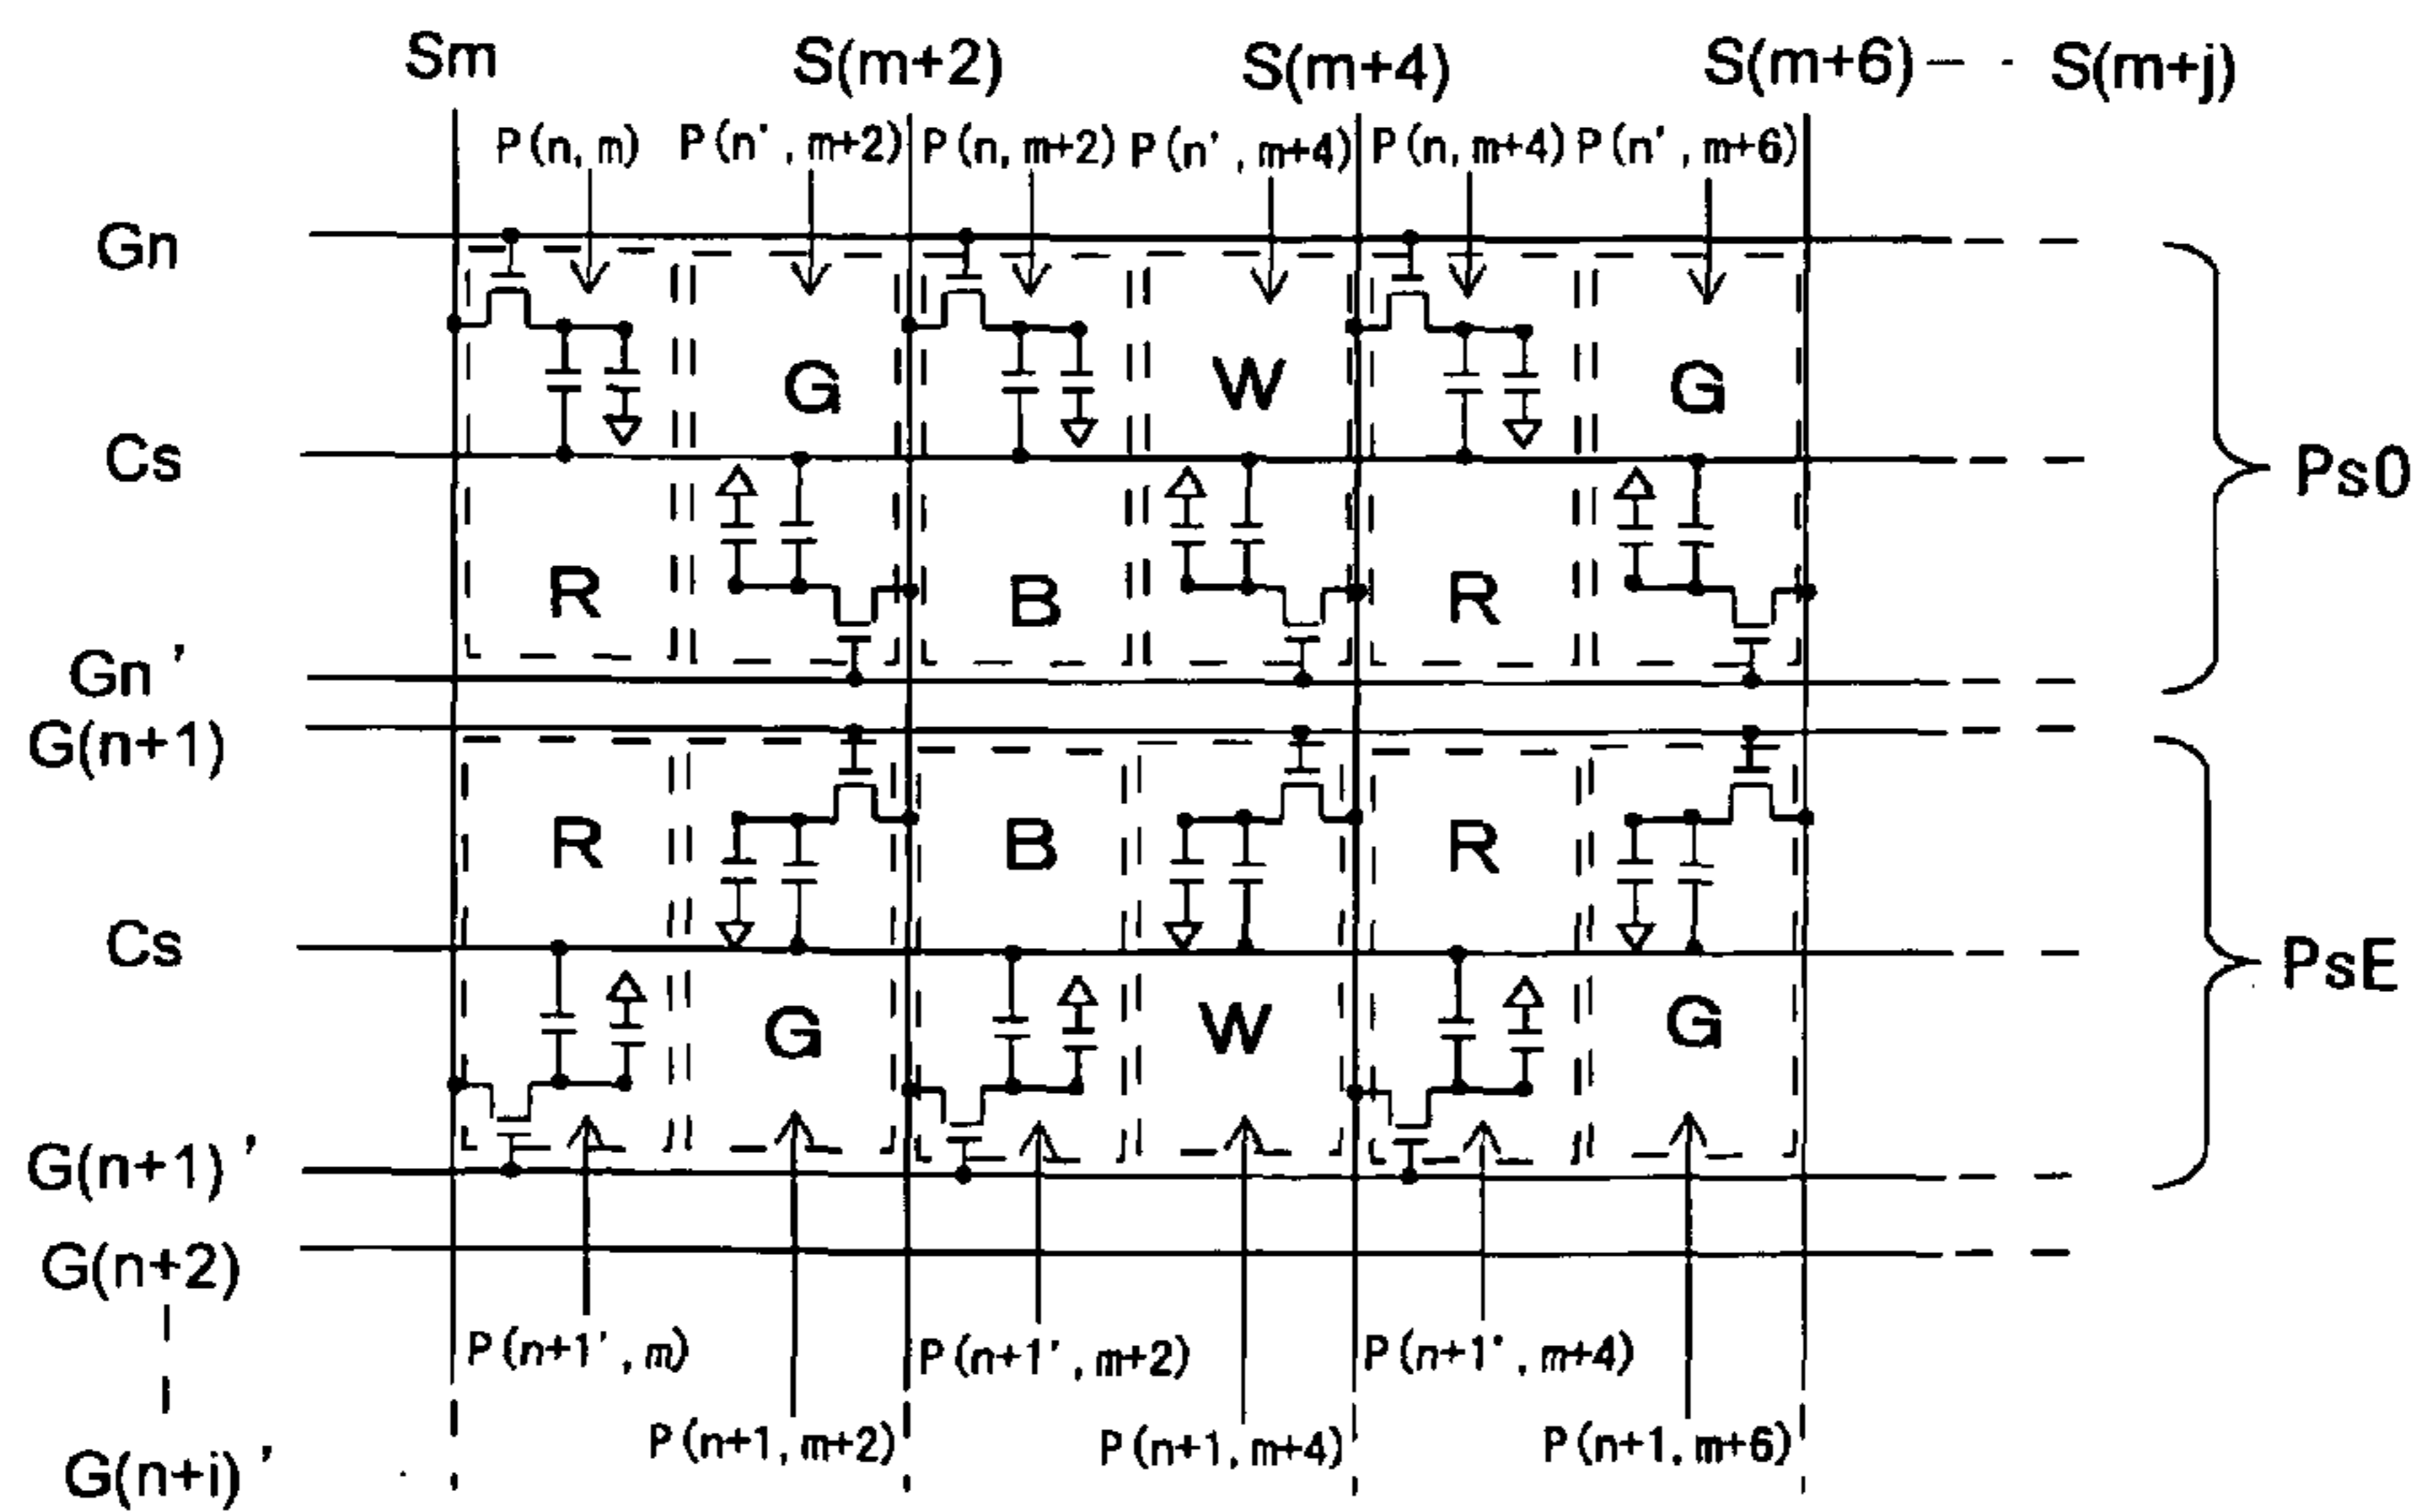 Sm S(m+2) S(m+4) S(m+6) S(m+j)
P(n, m) P(n', m+2) P(n, m+2) P(n', m+4) P(n, m+4) P(n', m+6)
Gn
G W G
Cs
PsO
R B R
Gn'
G(n+1)
R B R
Cs
PsE
G W G
G(n+1)'
G(n+2)
P(n+1', m) P(n+1', m+2) P(n+1', m+4)
P(n+1, m+2) P(n+1, m+4) P(n+1, m+6)
G(n+i)'